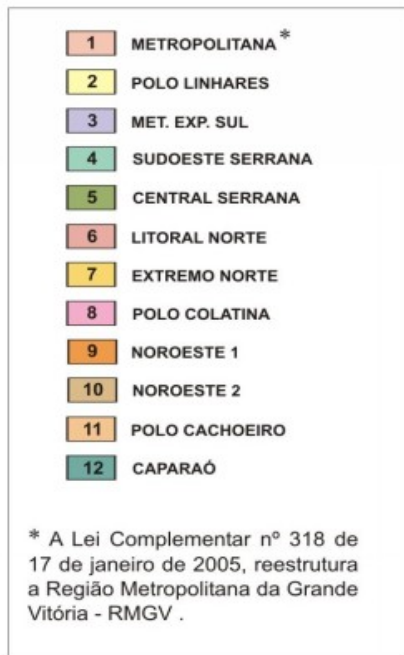 1 METROPOLITANA*
2 POLO LINHARES
3 MET. EXP. SUL
4 SUDOESTE SERRANA
5 CENTRAL SERRANA
6 LITORAL NORTE
7 EXTREMO NORTE
8 POLO COLATINA
9 NOROESTE 1
10 NOROESTE 2
11 POLO CACHOEIRO
12 CAPARAÓ
* A Lei Complementar nº 318 de
17 de janeiro de 2005, reestrutura
a Região Metropolitana da Grande
Vitória - RMGV .